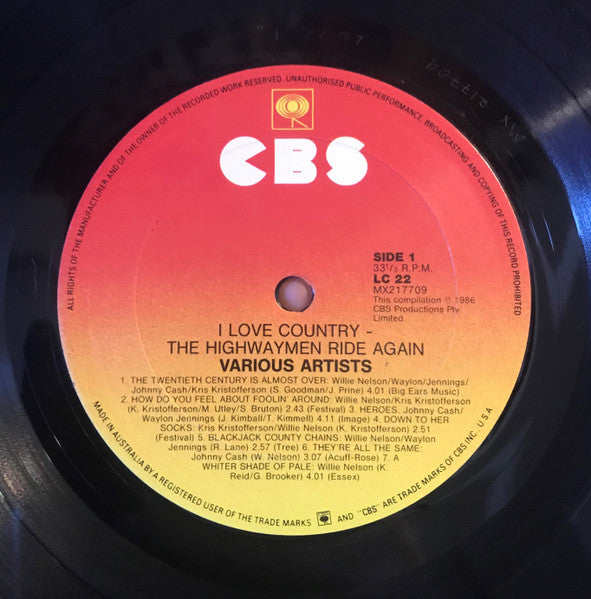 ALL RIGHTS OF THE MANUFACTURER AND OF THE OWNER OF THE RECORDED WORK RESERVED. UNAUTHORISED PUBLIC PERFORMANCE, BROADCASTING AND COPYING OF THIS RECORD PROHIBITED
CBS
SIDE 1
33 1/3 R.P.M.
LC 22
MX217709
This compilation ℗ 1986
CBS Productions Pty.
Limited
I LOVE COUNTRY -
THE HIGHWAYMEN RIDE AGAIN
VARIOUS ARTISTS
1. THE TWENTIETH CENTURY IS ALMOST OVER: Willie Nelson/Waylon/Jennings/
Johnny Cash/Kris Kristofferson (S. Goodman/J. Prine) 4.01 (Big Ears Music)
2. HOW DO YOU FEEL ABOUT FOOLIN' AROUND: Willie Nelson/Kris Kristofferson
(K. Kristofferson/M. Utley/S. Bruton) 2.43 (Festival) 3. HEROES: Johnny Cash/
Waylon Jennings (J. Kimball/T. Kimmell) 4.11 (Image) 4. DOWN TO HER
SOCKS: Kris Kristofferson/Willie Nelson (K. Kristofferson) 2.51
(Festival) 5. BLACKJACK COUNTY CHAINS: Willie Nelson/Waylon
Jennings (R. Lane) 2.57 (Tree) 6. THEY'RE ALL THE SAME:
Johnny Cash (W. Nelson) 3.07 (Acuff-Rose) 7. A
WHITER SHADE OF PALE: Willie Nelson (K.
Reid/G. Brooker) 4.01 (Essex)
MADE IN AUSTRALIA BY A REGISTERED USER OF THE TRADE MARKS AND "CBS" ARE TRADE MARKS OF CBS INC. U S A
MX 217709